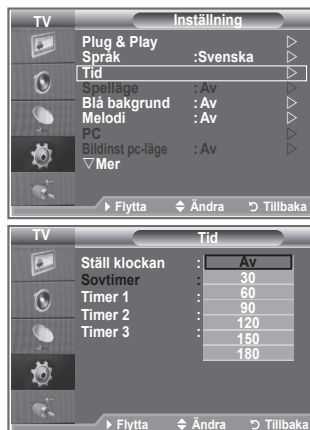 TV Inställning
Plug & Play
Språk :Svenska
Tid
Spelläge : Av
Blå bakgrund : Av
Melodi : Av
PC
Bildinst pc-läge : Av
▽Mer
Flytta Ändra Tillbaka
TV Tid
Ställ klockan : Av
Sovtimer : 30
Timer 1 : 60
90
Timer 2 : 120
Timer 3 : 150
180
Flytta Ändra Tillbaka